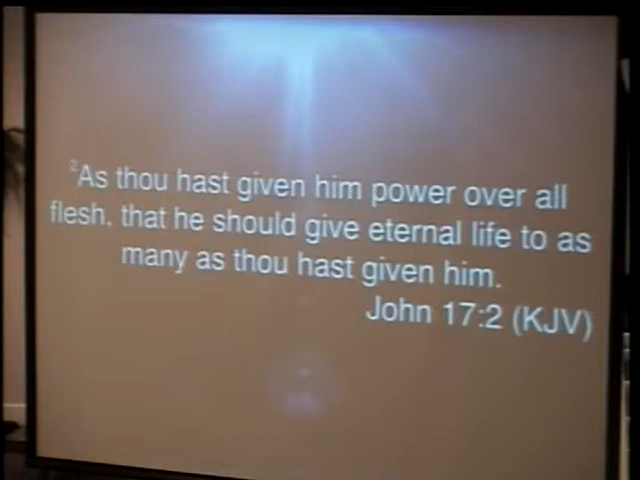 ²As thou hast given him power over all
flesh. that he should give eternal life to as
many as thou hast given him.
John 17:2 (KJV)